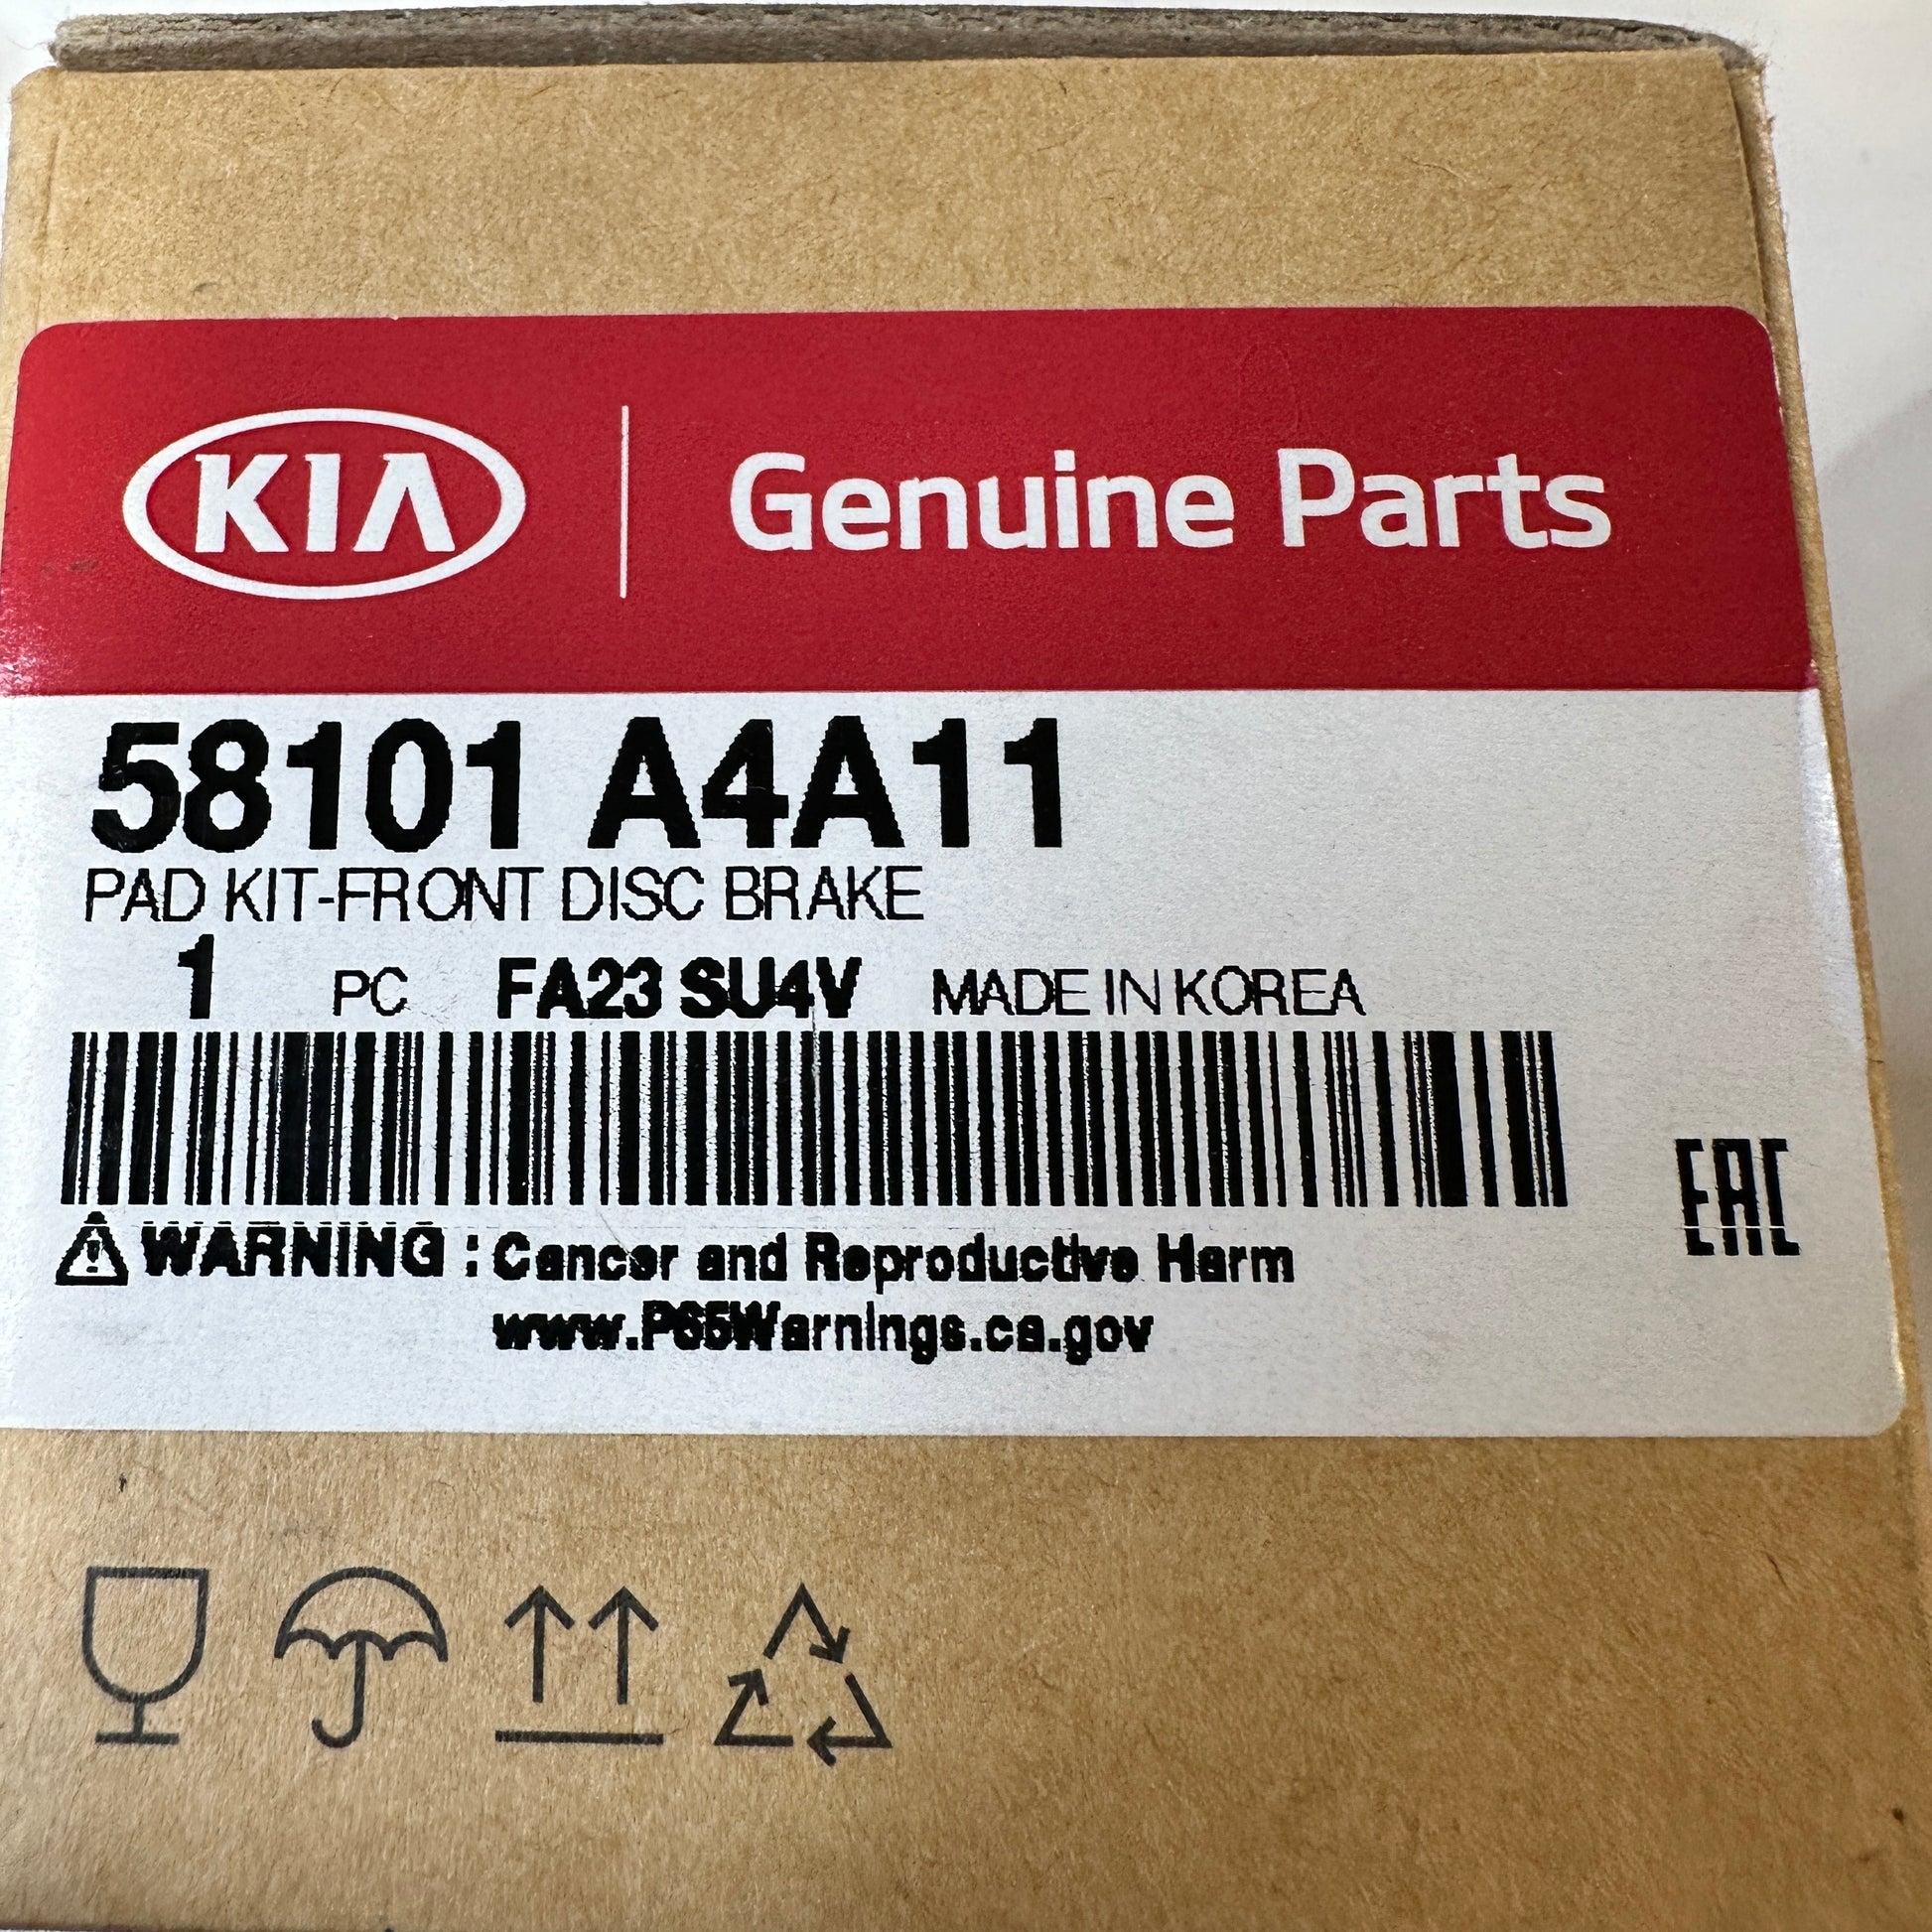 KIA Genuine Parts
58101 A4A11
PAD KIT-FRONT DISC BRAKE
1 PC FA23 SU4V MADE IN KOREA
EAC
WARNING : Cancer and Reproductive Harm
www.P65Warnings.ca.gov